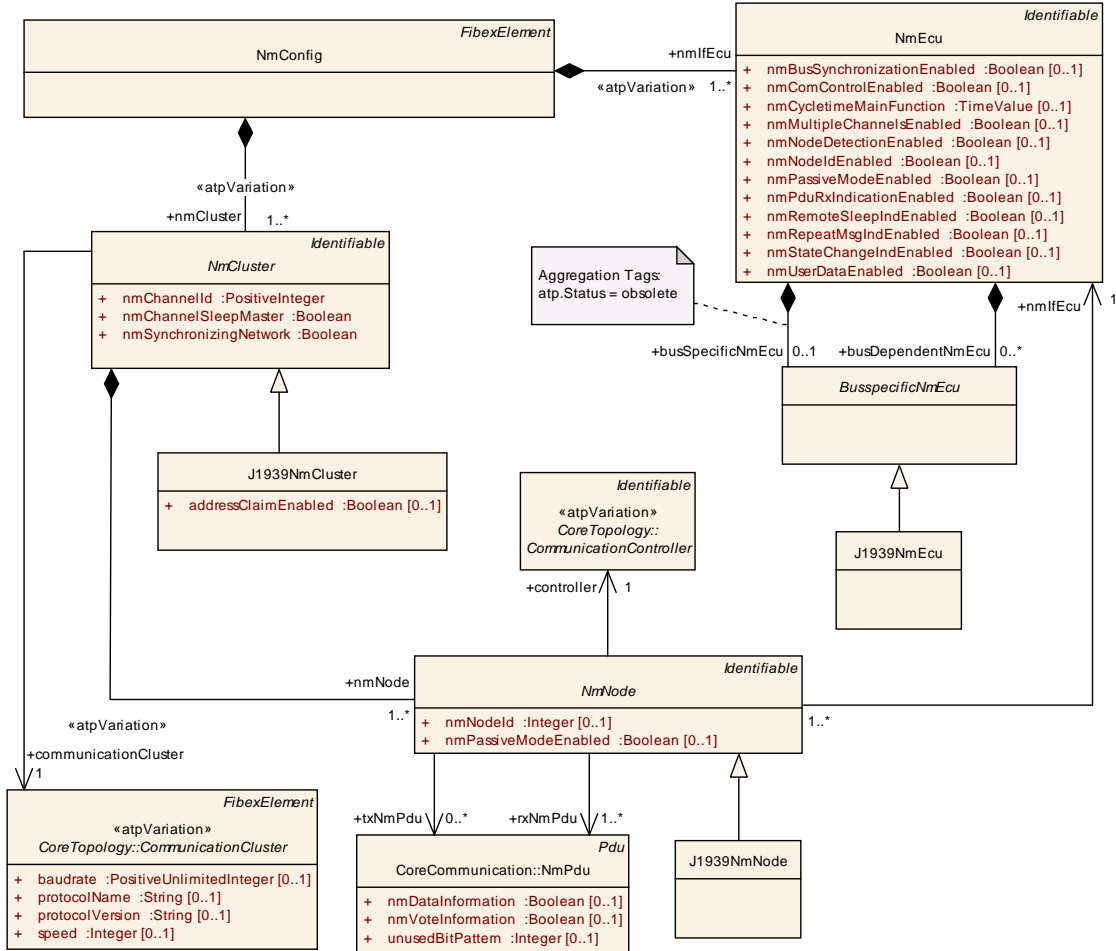 FibexElement
NmConfig
+nmIfEcu
«atpVariation» 1..*
Identifiable
NmEcu
+ nmBusSynchronizationEnabled :Boolean [0..1]
+ nmComControlEnabled :Boolean [0..1]
+ nmCycletimeMainFunction :TimeValue [0..1]
+ nmMultipleChannelsEnabled :Boolean [0..1]
+ nmNodeDetectionEnabled :Boolean [0..1]
+ nmNodeIdEnabled :Boolean [0..1]
+ nmPassiveModeEnabled :Boolean [0..1]
+ nmPduRxIndicationEnabled :Boolean [0..1]
+ nmRemoteSleepIndEnabled :Boolean [0..1]
+ nmRepeatMsgIndEnabled :Boolean [0..1]
+ nmStateChangeIndEnabled :Boolean [0..1]
+ nmUserDataEnabled :Boolean [0..1]
«atpVariation»
+nmCluster 1..*
Identifiable
NmCluster
+ nmChannelId :PositiveInteger
+ nmChannelSleepMaster :Boolean
+ nmSynchronizingNetwork :Boolean
Aggregation Tags:
atp.Status = obsolete
+nmIfEcu 1
+busSpecificNmEcu 0..1 +busDependentNmEcu 0..*
BusspecificNmEcu
J1939NmCluster
+ addressClaimEnabled :Boolean [0..1]
Identifiable
«atpVariation»
CoreTopology::
CommunicationController
J1939NmEcu
+controller 1
+nmNode
1..*
Identifiable
NmNode
+ nmNodeId :Integer [0..1]
+ nmPassiveModeEnabled :Boolean [0..1]
1..*
«atpVariation»
+communicationCluster
1
FibexElement
«atpVariation»
CoreTopology::CommunicationCluster
+ baudrate :PositiveUnlimitedInteger [0..1]
+ protocolName :String [0..1]
+ protocolVersion :String [0..1]
+ speed :Integer [0..1]
+txNmPdu 0..* +rxNmPdu 1..*
Pdu
CoreCommunication::NmPdu
+ nmDataInformation :Boolean [0..1]
+ nmVoteInformation :Boolean [0..1]
+ unusedBitPattern :Integer [0..1]
J1939NmNode